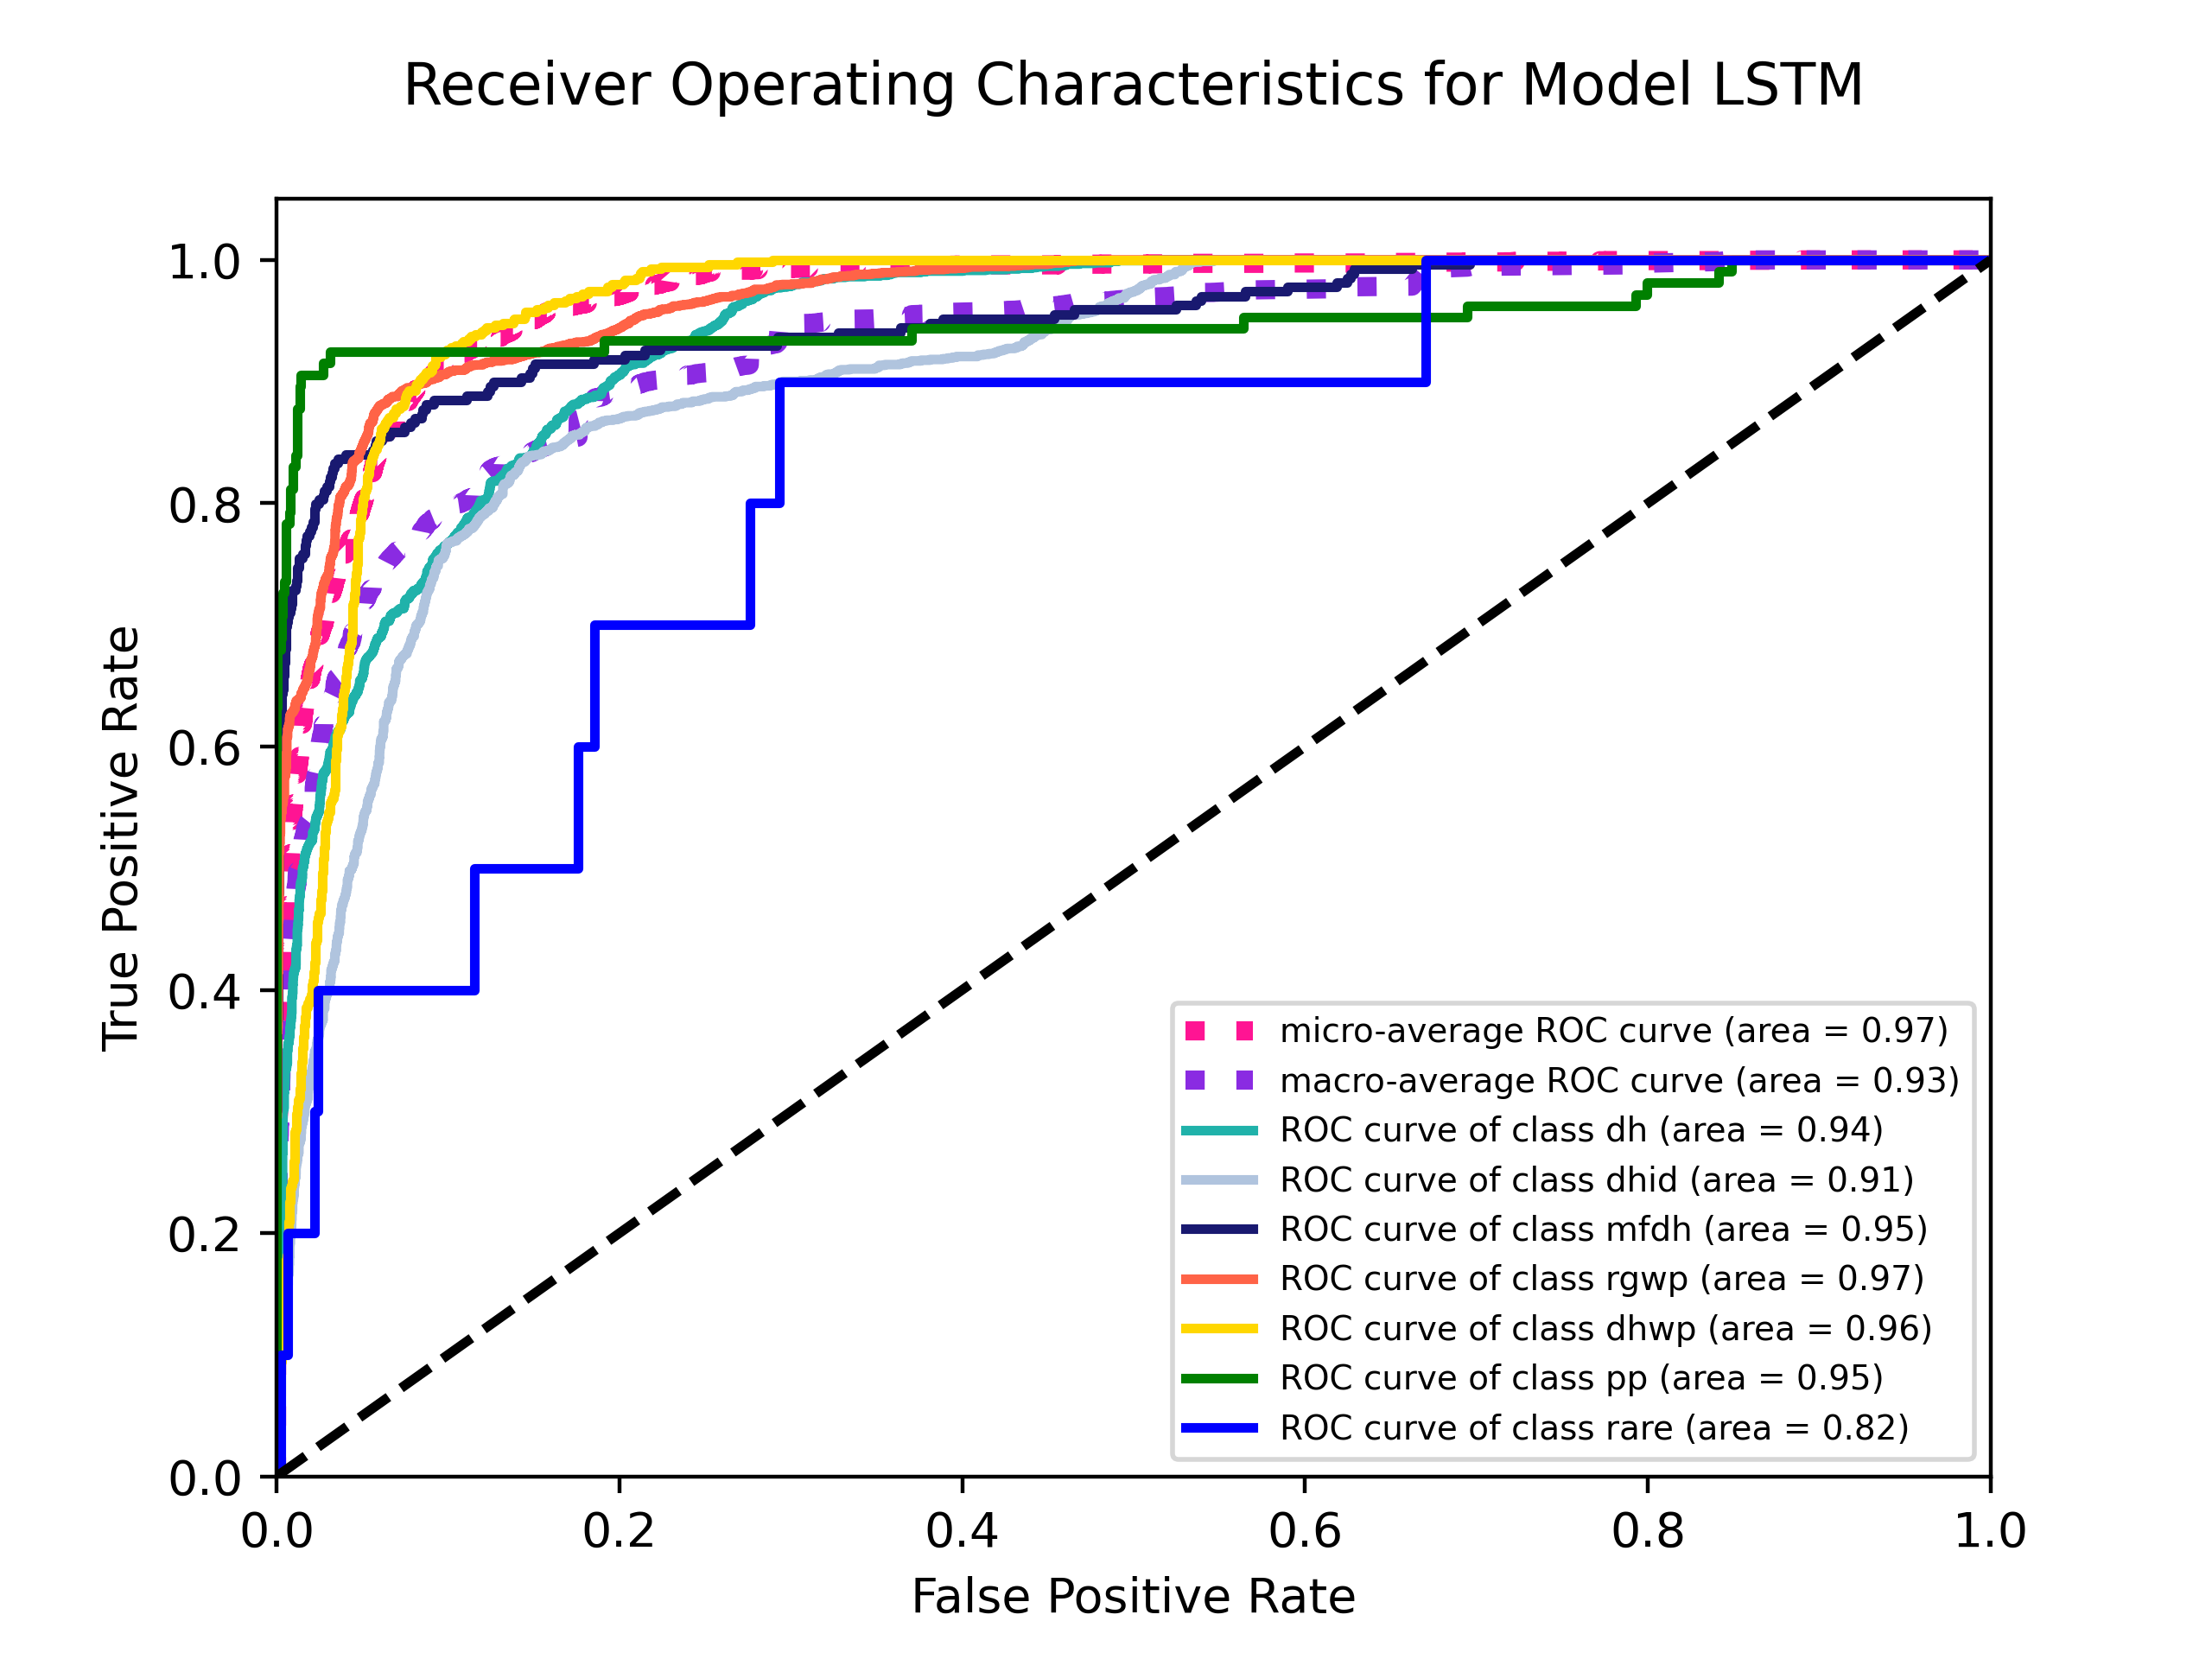 Receiver Operating Characteristics for Model LSTM
True Positive Rate
1.0
0.8
0.6
0.4
0.2
0.0
micro-average ROC curve (area = 0.97)
macro-average ROC curve (area = 0.93)
ROC curve of class dh (area = 0.94)
ROC curve of class dhid (area = 0.91)
ROC curve of class mfdh (area = 0.95)
ROC curve of class rgwp (area = 0.97)
ROC curve of class dhwp (area = 0.96)
ROC curve of class pp (area = 0.95)
ROC curve of class rare (area = 0.82)
0.0 0.2 0.4 0.6 0.8 1.0
False Positive Rate